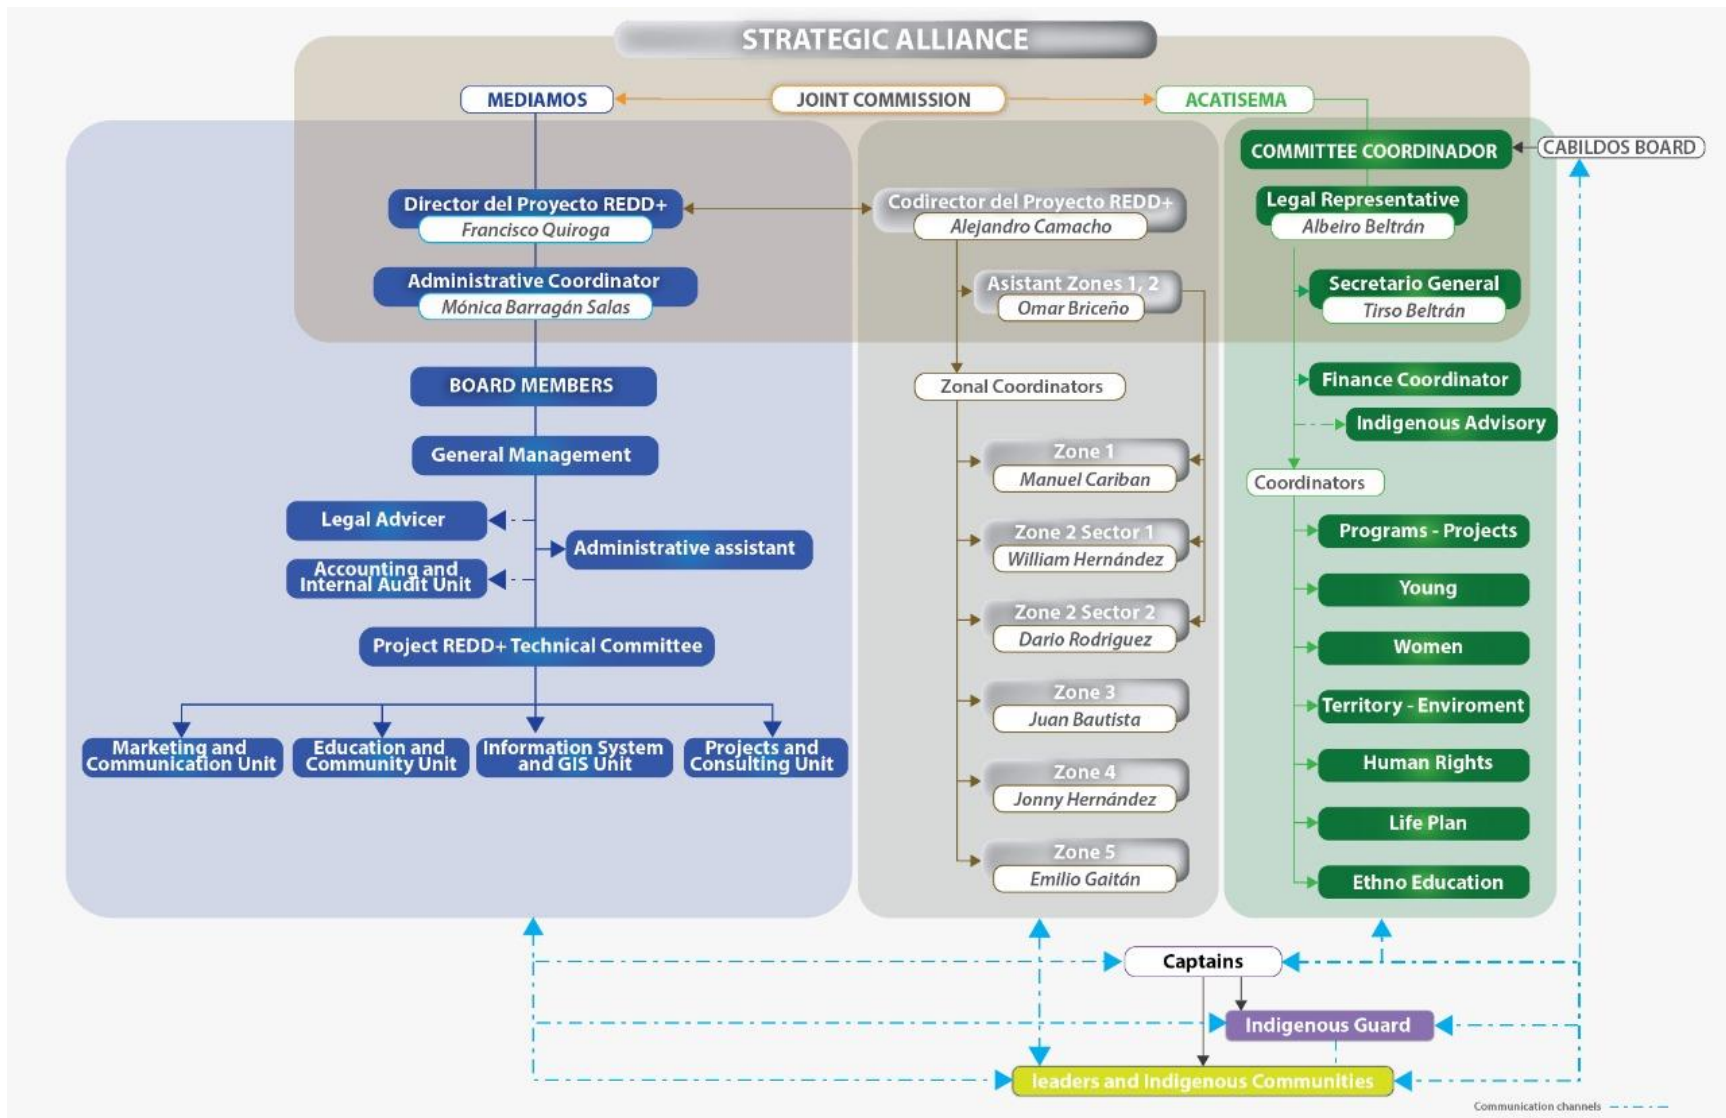 STRATEGIC ALLIANCE
MEDIAMOS
JOINT COMMISSION
ACATISEMA
COMMITTEE COORDINADOR
CABILDOS BOARD
Director del Proyecto REDD+
Francisco Quiroga
Codirector del Proyecto REDD+
Alejandro Camacho
Legal Representative
Albeiro Beltrán
Administrative Coordinator
Mónica Barragán Salas
Asistant Zones 1, 2
Omar Briceño
Secretario General
Tirso Beltrán
BOARD MEMBERS
General Management
Legal Advicer
Administrative assistant
Accounting and
Internal Audit Unit
Project REDD+ Technical Committee
Marketing and
Communication Unit
Education and
Community Unit
Information System
and GIS Unit
Projects and
Consulting Unit
Zonal Coordinators
Zone 1
Manuel Cariban
Zone 2 Sector 1
William Hernández
Zone 2 Sector 2
Dario Rodriguez
Zone 3
Juan Bautista
Zone 4
Jonny Hernández
Zone 5
Emilio Gaitán
Finance Coordinator
Indigenous Advisory
Coordinators
Programs - Projects
Young
Women
Territory - Enviroment
Human Rights
Life Plan
Ethno Education
Captains
Indigenous Guard
leaders and Indigenous Communities
Communication channels